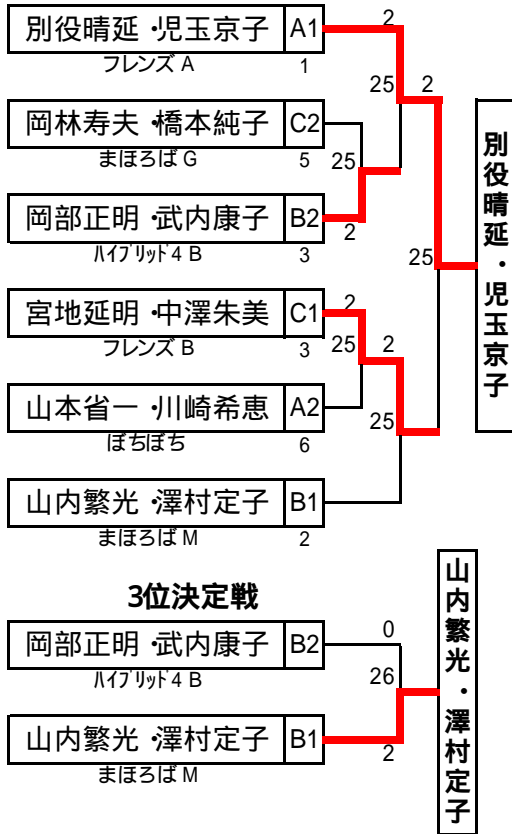 別役晴延・児玉京子 A1 2
フレンズ A 1
25 2
岡林寿夫・橋本純子 C2
まほろば G 5 25
岡部正明・武内康子 B2 2
ハイブリッド4 B 3
25
別役晴延・児玉京子
宮地延明・中澤朱美 C1 2
フレンズ B 3 25 2
山本省一・川崎希恵 A2 25
ぼちぼち 6
山内繁光・澤村定子 B1
まほろば M 2
3位決定戦
岡部正明・武内康子 B2 0
ハイブリッド4 B 26
山内繁光・澤村定子 B1 2
まほろば M
山内繁光・澤村定子